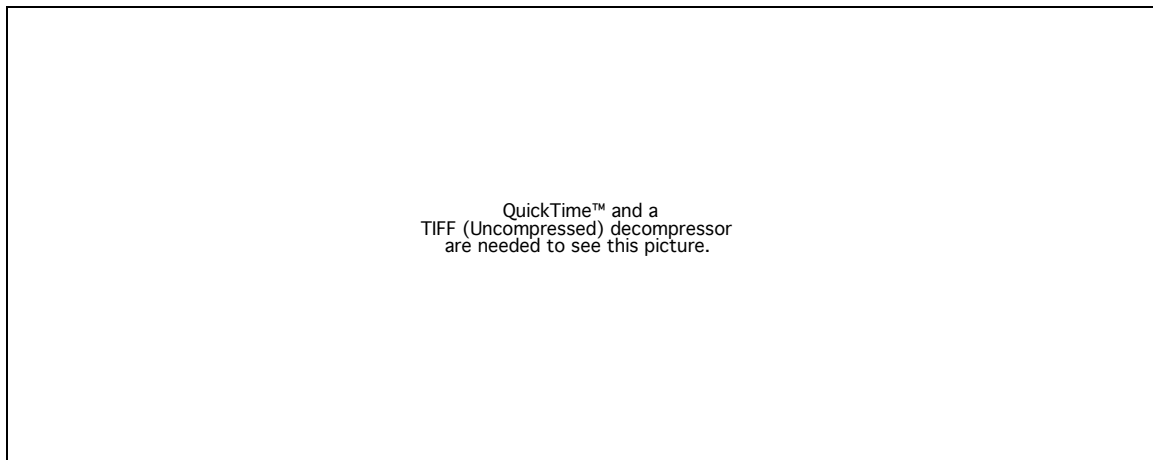 QuickTime™ and a
TIFF (Uncompressed) decompressor
are needed to see this picture.